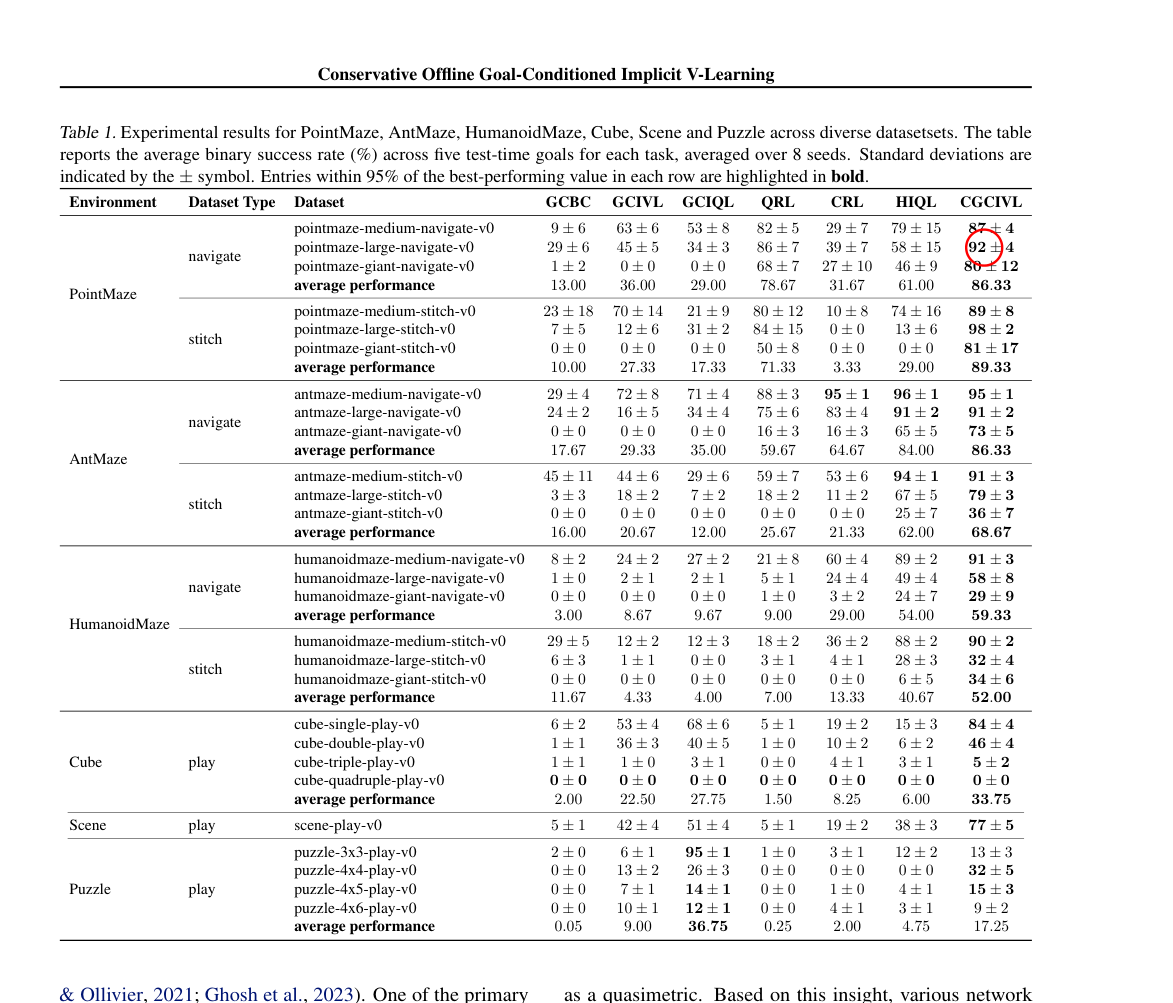 Conservative Offline Goal-Conditioned Implicit V-Learning
Table 1. Experimental results for PointMaze, AntMaze, HumanoidMaze, Cube, Scene and Puzzle across diverse datasetsets. The table
reports the average binary success rate (%) across five test-time goals for each task, averaged over 8 seeds. Standard deviations are
indicated by the ± symbol. Entries within 95% of the best-performing value in each row are highlighted in bold.
Environment Dataset Type Dataset GCBC GCIVL GCIQL QRL CRL HIQL CGCIVL
pointmaze-medium-navigate-v0 9 ± 6 63 ± 6 53 ± 8 82 ± 5 29 ± 7 79 ± 15 87 ± 4
pointmaze-large-navigate-v0 29 ± 6 45 ± 5 34 ± 3 86 ± 7 39 ± 7 58 ± 15 92 ± 4
navigate
pointmaze-giant-navigate-v0 1 ± 2 0 ± 0 0 ± 0 68 ± 7 27 ± 10 46 ± 9 80 ± 12
average performance 13.00 36.00 29.00 78.67 31.67 61.00 86.33
PointMaze
pointmaze-medium-stitch-v0 23 ± 18 70 ± 14 21 ± 9 80 ± 12 10 ± 8 74 ± 16 89 ± 8
pointmaze-large-stitch-v0 7 ± 5 12 ± 6 31 ± 2 84 ± 15 0 ± 0 13 ± 6 98 ± 2
stitch
pointmaze-giant-stitch-v0 0 ± 0 0 ± 0 0 ± 0 50 ± 8 0 ± 0 0 ± 0 81 ± 17
average performance 10.00 27.33 17.33 71.33 3.33 29.00 89.33
antmaze-medium-navigate-v0 29 ± 4 72 ± 8 71 ± 4 88 ± 3 95 ± 1 96 ± 1 95 ± 1
antmaze-large-navigate-v0 24 ± 2 16 ± 5 34 ± 4 75 ± 6 83 ± 4 91 ± 2 91 ± 2
navigate
antmaze-giant-navigate-v0 0 ± 0 0 ± 0 0 ± 0 16 ± 3 16 ± 3 65 ± 5 73 ± 5
average performance 17.67 29.33 35.00 59.67 64.67 84.00 86.33
AntMaze
antmaze-medium-stitch-v0 45 ± 11 44 ± 6 29 ± 6 59 ± 7 53 ± 6 94 ± 1 91 ± 3
antmaze-large-stitch-v0 3 ± 3 18 ± 2 7 ± 2 18 ± 2 11 ± 2 67 ± 5 79 ± 3
stitch
antmaze-giant-stitch-v0 0 ± 0 0 ± 0 0 ± 0 0 ± 0 0 ± 0 25 ± 7 36 ± 7
average performance 16.00 20.67 12.00 25.67 21.33 62.00 68.67
humanoidmaze-medium-navigate-v0 8 ± 2 24 ± 2 27 ± 2 21 ± 8 60 ± 4 89 ± 2 91 ± 3
humanoidmaze-large-navigate-v0 1 ± 0 2 ± 1 2 ± 1 5 ± 1 24 ± 4 49 ± 4 58 ± 8
navigate
humanoidmaze-giant-navigate-v0 0 ± 0 0 ± 0 0 ± 0 1 ± 0 3 ± 2 24 ± 7 29 ± 9
average performance 3.00 8.67 9.67 9.00 29.00 54.00 59.33
HumanoidMaze
humanoidmaze-medium-stitch-v0 29 ± 5 12 ± 2 12 ± 3 18 ± 2 36 ± 2 88 ± 2 90 ± 2
humanoidmaze-large-stitch-v0 6 ± 3 1 ± 1 0 ± 0 3 ± 1 4 ± 1 28 ± 3 32 ± 4
stitch
humanoidmaze-giant-stitch-v0 0 ± 0 0 ± 0 0 ± 0 0 ± 0 0 ± 0 6 ± 5 34 ± 6
average performance 11.67 4.33 4.00 7.00 13.33 40.67 52.00
cube-single-play-v0 6 ± 2 53 ± 4 68 ± 6 5 ± 1 19 ± 2 15 ± 3 84 ± 4
cube-double-play-v0 1 ± 1 36 ± 3 40 ± 5 1 ± 0 10 ± 2 6 ± 2 46 ± 4
Cube play cube-triple-play-v0 1 ± 1 1 ± 0 3 ± 1 0 ± 0 4 ± 1 3 ± 1 5 ± 2
cube-quadruple-play-v0 0 ± 0 0 ± 0 0 ± 0 0 ± 0 0 ± 0 0 ± 0 0 ± 0
average performance 2.00 22.50 27.75 1.50 8.25 6.00 33.75
Scene play scene-play-v0 5 ± 1 42 ± 4 51 ± 4 5 ± 1 19 ± 2 38 ± 3 77 ± 5
puzzle-3x3-play-v0 2 ± 0 6 ± 1 95 ± 1 1 ± 0 3 ± 1 12 ± 2 13 ± 3
puzzle-4x4-play-v0 0 ± 0 13 ± 2 26 ± 3 0 ± 0 0 ± 0 0 ± 0 32 ± 5
Puzzle play puzzle-4x5-play-v0 0 ± 0 7 ± 1 14 ± 1 0 ± 0 1 ± 0 4 ± 1 15 ± 3
puzzle-4x6-play-v0 0 ± 0 10 ± 1 12 ± 1 0 ± 0 4 ± 1 3 ± 1 9 ± 2
average performance 0.05 9.00 36.75 0.25 2.00 4.75 17.25
& Ollivier, 2021; Ghosh et al., 2023). One of the primary
as a quasimetric. Based on this insight, various network